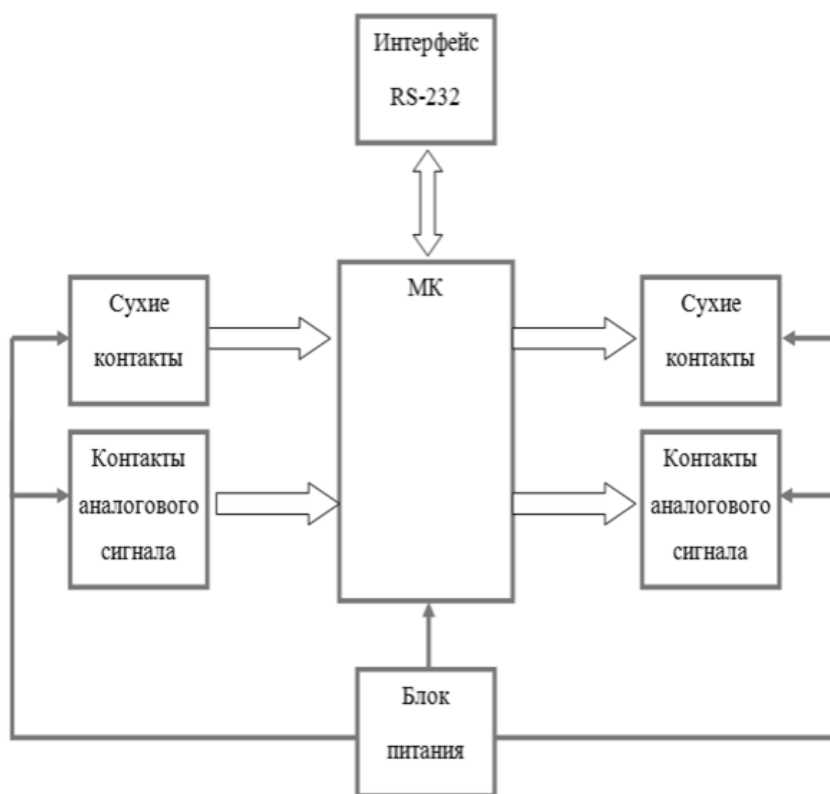 Интерфейс
RS-232
МК
Сухие
контакты
Контакты
аналогового
сигнала
Сухие
контакты
Контакты
аналогового
сигнала
Блок
питания